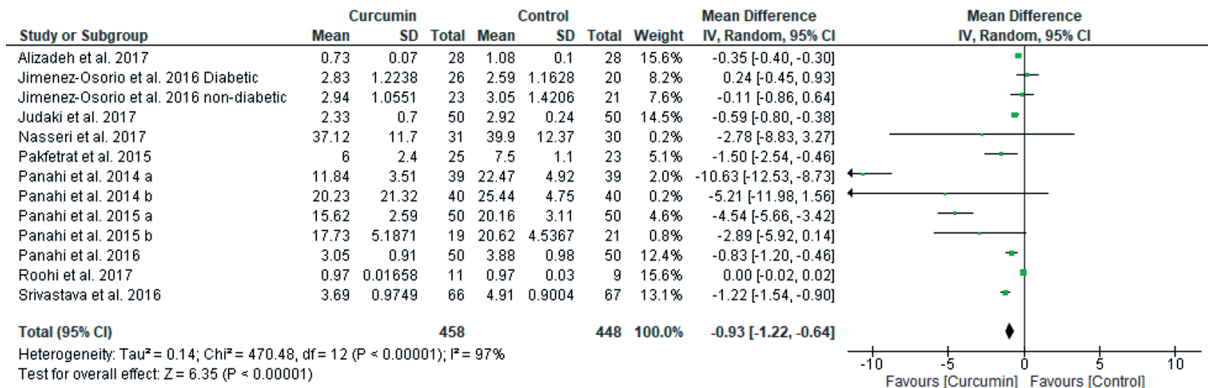 Curcumin Control Mean Difference Mean Difference
Study or Subgroup Mean SD Total Mean SD Total Weight IV, Random, 95% CI IV, Random, 95% CI
Alizadeh et al. 2017 0.73 0.07 28 1.08 0.1 28 15.6% -0.35 [-0.40, -0.30]
Jimenez-Osorio et al. 2016 Diabetic 2.83 1.2238 26 2.59 1.1628 20 8.2% 0.24 [-0.45, 0.93]
Jimenez-Osorio et al. 2016 non-diabetic 2.94 1.0551 23 3.05 1.4206 21 7.6% -0.11 [-0.86, 0.64]
Judaki et al. 2017 2.33 0.7 50 2.92 0.24 50 14.5% -0.59 [-0.80, -0.38]
Nasseri et al. 2017 37.12 11.7 31 39.9 12.37 30 0.2% -2.78 [-8.83, 3.27]
Pakfetrat et al. 2015 6 2.4 25 7.5 1.1 23 5.1% -1.50 [-2.54, -0.46]
Panahi et al. 2014 a 11.84 3.51 39 22.47 4.92 39 2.0% -10.63 [-12.53, -8.73]
Panahi et al. 2014 b 20.23 21.32 40 25.44 4.75 40 0.2% -5.21 [-11.98, 1.56]
Panahi et al. 2015 a 15.62 2.59 50 20.16 3.11 50 4.6% -4.54 [-5.66, -3.42]
Panahi et al. 2015 b 17.73 5.1871 19 20.62 4.5367 21 0.8% -2.89 [-5.92, 0.14]
Panahi et al. 2016 3.05 0.91 50 3.88 0.98 50 12.4% -0.83 [-1.20, -0.46]
Roohi et al. 2017 0.97 0.01658 11 0.97 0.03 9 15.6% 0.00 [-0.02, 0.02]
Srivastava et al. 2016 3.69 0.9749 66 4.91 0.9004 67 13.1% -1.22 [-1.54, -0.90]
Total (95% CI) 458 448 100.0% -0.93 [-1.22, -0.64]
Heterogeneity: Tau² = 0.14; Chi² = 470.48, df = 12 (P < 0.00001); I² = 97%
Test for overall effect: Z = 6.35 (P < 0.00001)
-10 -5 0 5 10
Favours [Curcumin] Favours [Control]